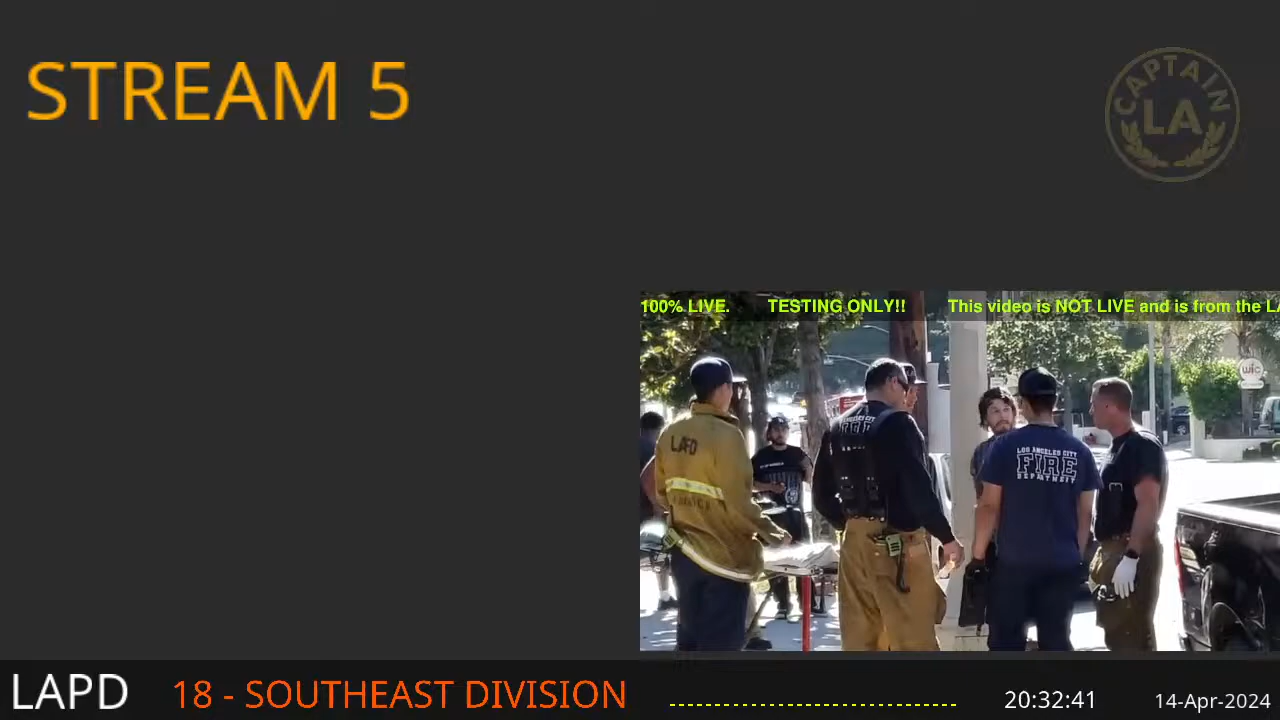 STREAM 5
CAPTAIN
LA
100% LIVE. TESTING ONLY!! This video is NOT LIVE and is from the LA
wic
LAFD
LOS ANGELES CITY
FIRE
DEPARTMENT
LAPD 18 - SOUTHEAST DIVISION 20:32:41 14-Apr-2024